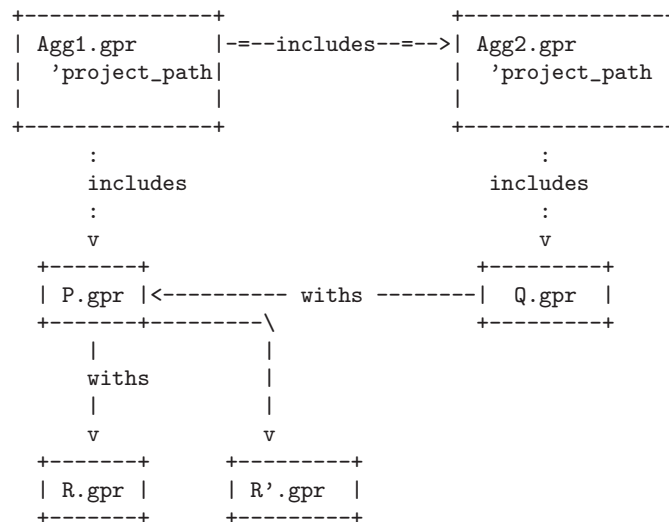 +---------------+                  +----------------
| Agg1.gpr      |-=--includes--=-->| Agg2.gpr
|  'project_path|                  |  'project_path
|               |                  |
+---------------+                  +----------------
      :                                   :
      includes                        includes
      :                                   :
      v                                   v
  +-------+                          +---------+
  | P.gpr |<---------- withs --------|  Q.gpr  |
  +-------+---------\                +---------+
      |             |
      withs         |
      |             |
      v             v
  +-------+      +---------+
  | R.gpr |      | R'.gpr  |
  +-------+      +---------+